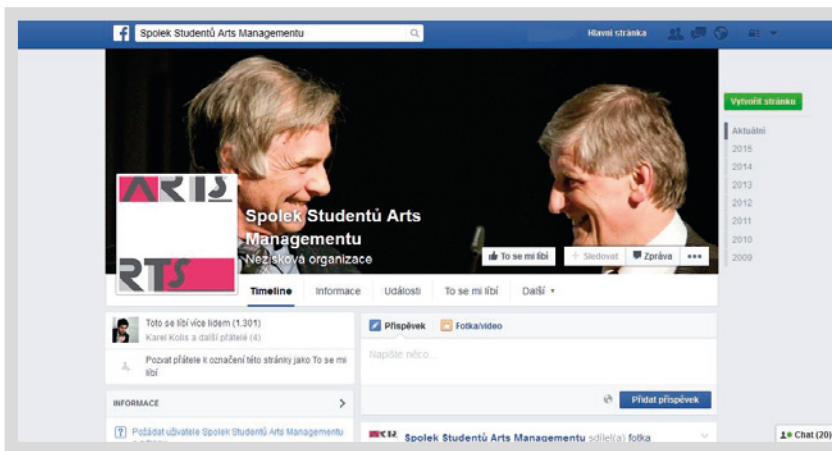 Spolek Studentů Arts Managementu
Hlavní stránka
Vytvořit stránku
Aktuální
2015
2014
2013
2012
2011
2010
2009
ARTS
RTS
Spolek Studentů Arts
Managementu
Nezisková organizace
To se mi líbí
+ Sledovat
Zpráva
Timeline
Informace
Události
To se mi líbí
Další
Toto se líbí více lidem (1.301)
Karel Kolis a další přátelé (4)
Pozvat přátele k označení této stránky jako To se mi
líbí
INFORMACE
Požádat uživatele Spolek Studentů Arts Managementu
Příspěvek
Fotka/video
Napište něco...
Přidat příspěvek
Spolek Studentů Arts Managementu sdílel(a) fotka
Chat (20)